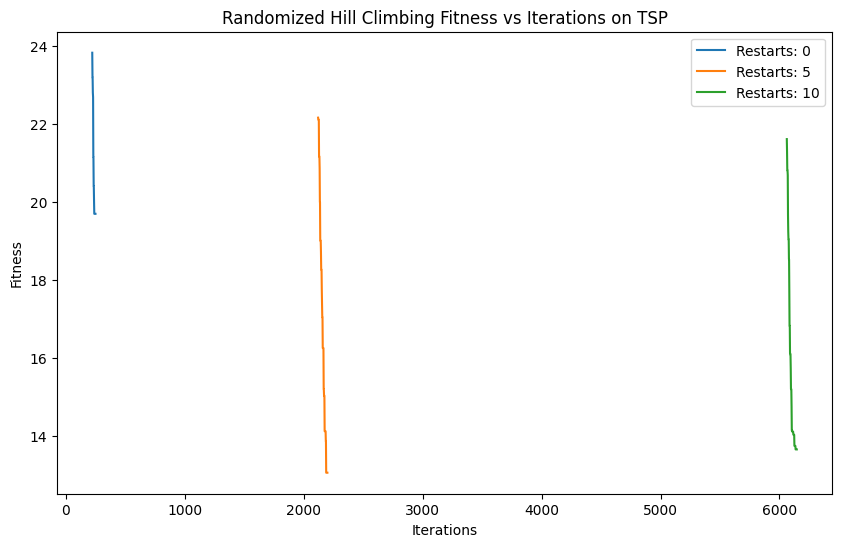 Randomized Hill Climbing Fitness vs Iterations on TSP
Restarts: 0
Restarts: 5
Restarts: 10
24
22
20
18
16
14
Fitness
0 1000 2000 3000 4000 5000 6000
Iterations